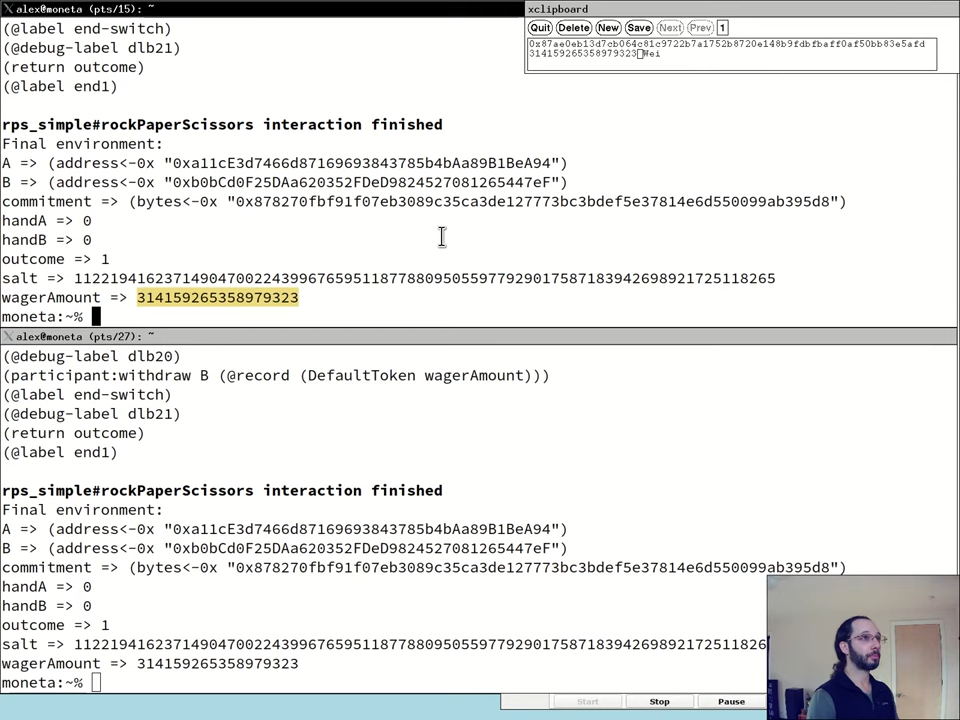 alex@moneta (pts/15): ~
(@label end-switch)
(@debug-label dlb21)
(return outcome)
(@label end1)
rps_simple#rockPaperScissors interaction finished
Final environment:
A => (address<-0x "0xa11cE3d7466d87169693843785b4bAa89B1BeA94")
B => (address<-0x "0xb0bCd0F25DAa620352FDeD9824527081265447eF")
commitment => (bytes<-0x "0x878270fbf91f07eb3089c35ca3de127773bc3bdef5e37814e6d550099ab395d8")
handA => 0
handB => 0
outcome => 1
salt => 112219416237149047002243996765951187788095055977929017587183942698921725118265
wagerAmount => 314159265358979323
moneta:~%
xclipboard
Quit Delete New Save Next Prev 1
0x87ae0eb13d7cb064c81c9722b7a1752b8720e148b9fdbfbaff0af50bb83e5afd
314159265358979323 Wei
alex@moneta (pts/27): ~
(@debug-label dlb20)
(participant:withdraw B (@record (DefaultToken wagerAmount)))
(@label end-switch)
(@debug-label dlb21)
(return outcome)
(@label end1)
rps_simple#rockPaperScissors interaction finished
Final environment:
A => (address<-0x "0xa11cE3d7466d87169693843785b4bAa89B1BeA94")
B => (address<-0x "0xb0bCd0F25DAa620352FDeD9824527081265447eF")
commitment => (bytes<-0x "0x878270fbf91f07eb3089c35ca3de127773bc3bdef5e37814e6d550099ab395d8")
handA => 0
handB => 0
outcome => 1
salt => 1122194162371490470022439967659511877880950559779290175871839426989217251182​6
wagerAmount => 314159265358979323
moneta:~%
Start Stop Pause